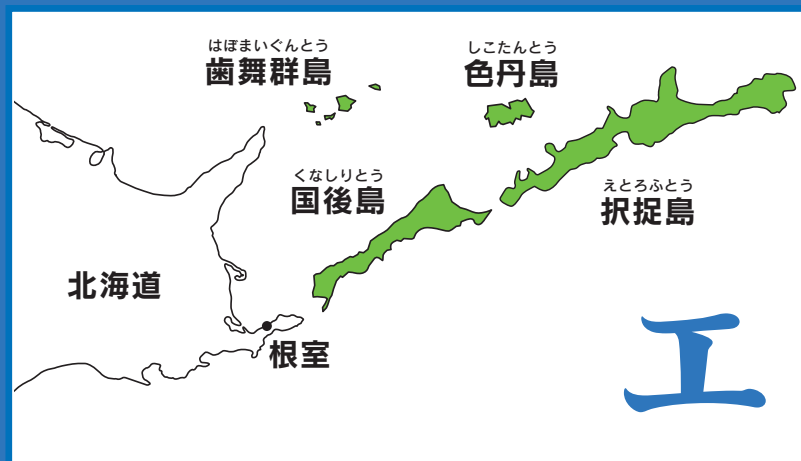 はぼまいぐんとう
歯舞群島
しこたんとう
色丹島
くなしりとう
国後島
えとろふとう
択捉島
北海道
根室
エ